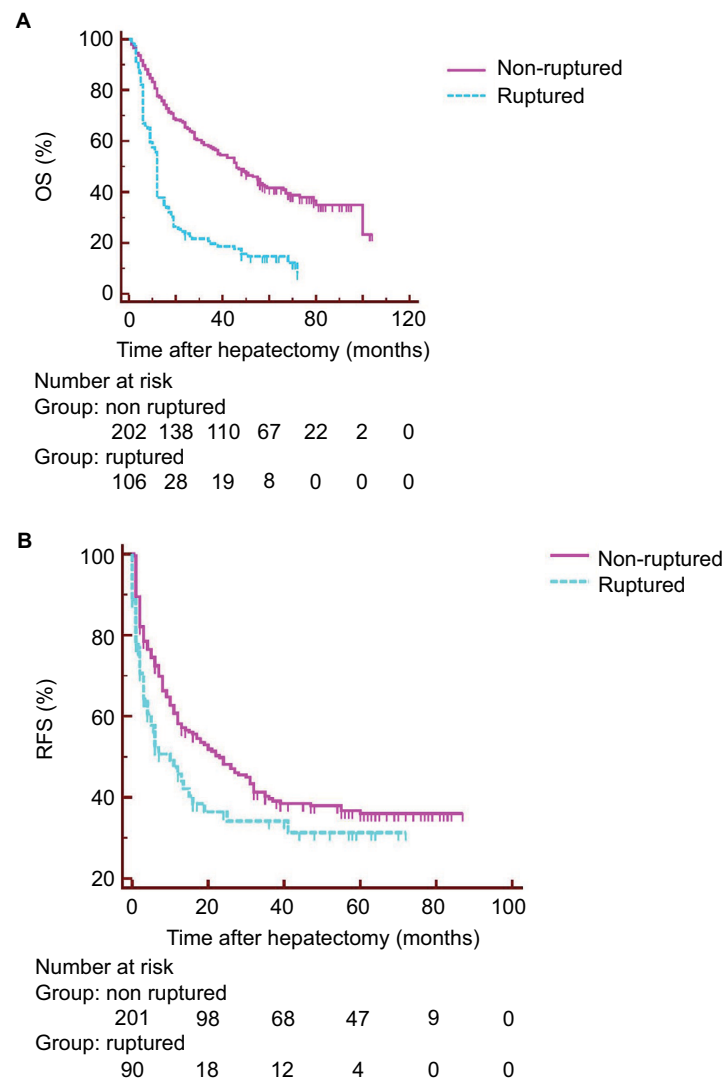 A
100
80
60
40
20
0
OS (%)
Non-ruptured
Ruptured
0 40 80 120
Time after hepatectomy (months)
Number at risk
Group: non ruptured
202 138 110 67 22 2 0
Group: ruptured
106 28 19 8 0 0 0
B
100
80
60
40
20
RFS (%)
Non-ruptured
Ruptured
0 20 40 60 80 100
Time after hepatectomy (months)
Number at risk
Group: non ruptured
201 98 68 47 9 0
Group: ruptured
90 18 12 4 0 0